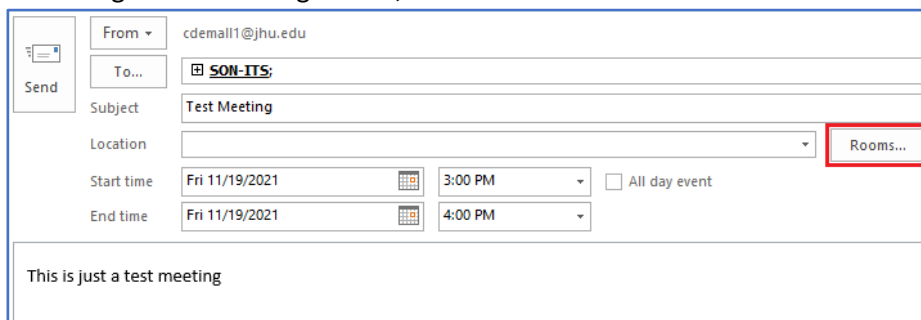 From cdemall1@jhu.edu
Send
To... SON-ITS;
Subject Test Meeting
Location Rooms...
Start time Fri 11/19/2021 3:00 PM All day event
End time Fri 11/19/2021 4:00 PM
This is just a test meeting